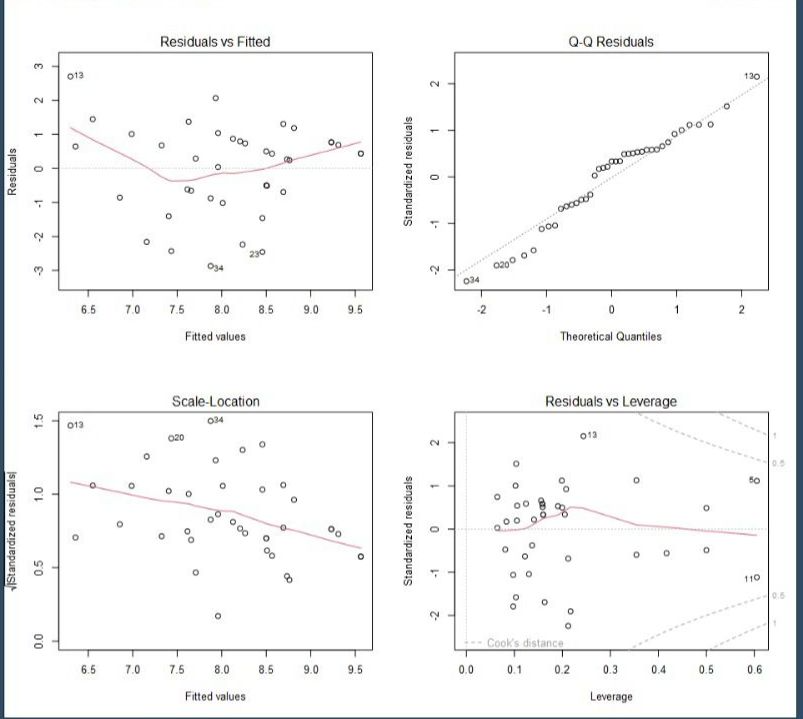 Residuals vs Fitted
Residuals
3
2
1
0
-1
-2
-3
13
23
34
6.5 7.0 7.5 8.0 8.5 9.0 9.5
Fitted values
Q-Q Residuals
Standardized residuals
2
1
0
-1
-2
13
20
34
-2 -1 0 1 2
Theoretical Quantiles
Scale-Location
√|Standardized residuals|
1.5
1.0
0.5
0.0
13
34
20
6.5 7.0 7.5 8.0 8.5 9.0 9.5
Fitted values
Residuals vs Leverage
Standardized residuals
2
1
0
-1
-2
13
5
11
1
0.5
0.5
1
Cook's distance
0.0 0.1 0.2 0.3 0.4 0.5 0.6
Leverage